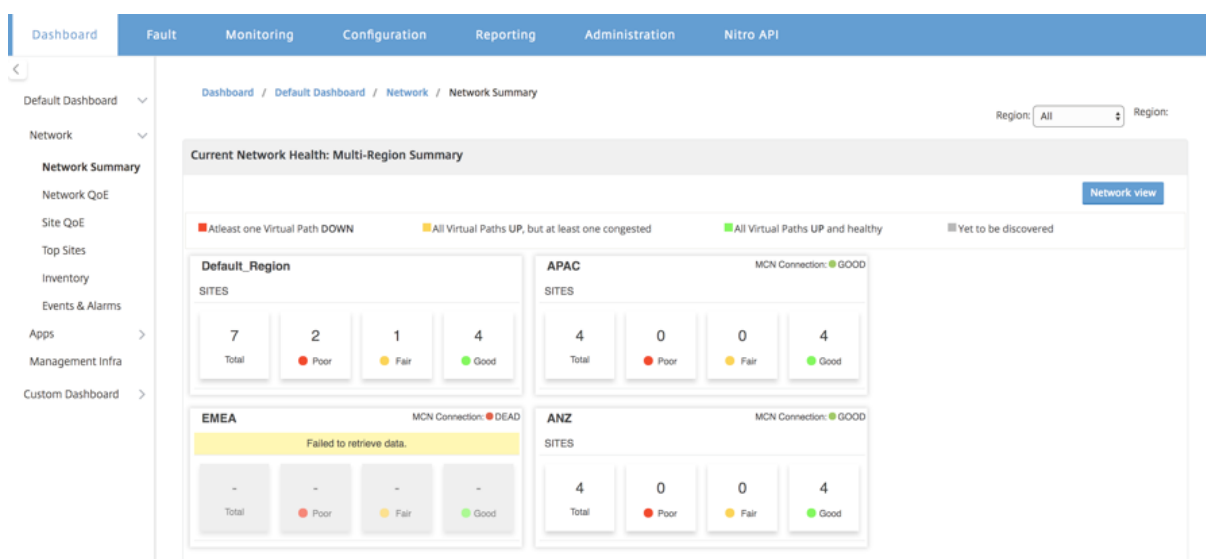 Dashboard Fault Monitoring Configuration Reporting Administration Nitro API
Default Dashboard
Network
Network Summary
Network QoE
Site QoE
Top Sites
Inventory
Events & Alarms
Apps
Management Infra
Custom Dashboard
Dashboard / Default Dashboard / Network / Network Summary
Region: All Region:
Current Network Health: Multi-Region Summary
Network view
Atleast one Virtual Path DOWN All Virtual Paths UP, but at least one congested All Virtual Paths UP and healthy Yet to be discovered
Default_Region
SITES
7 2 1 4
Total Poor Fair Good
APAC MCN Connection: GOOD
SITES
4 0 0 4
Total Poor Fair Good
EMEA MCN Connection: DEAD
Failed to retrieve data.
- - - -
Total Poor Fair Good
ANZ MCN Connection: GOOD
SITES
4 0 0 4
Total Poor Fair Good